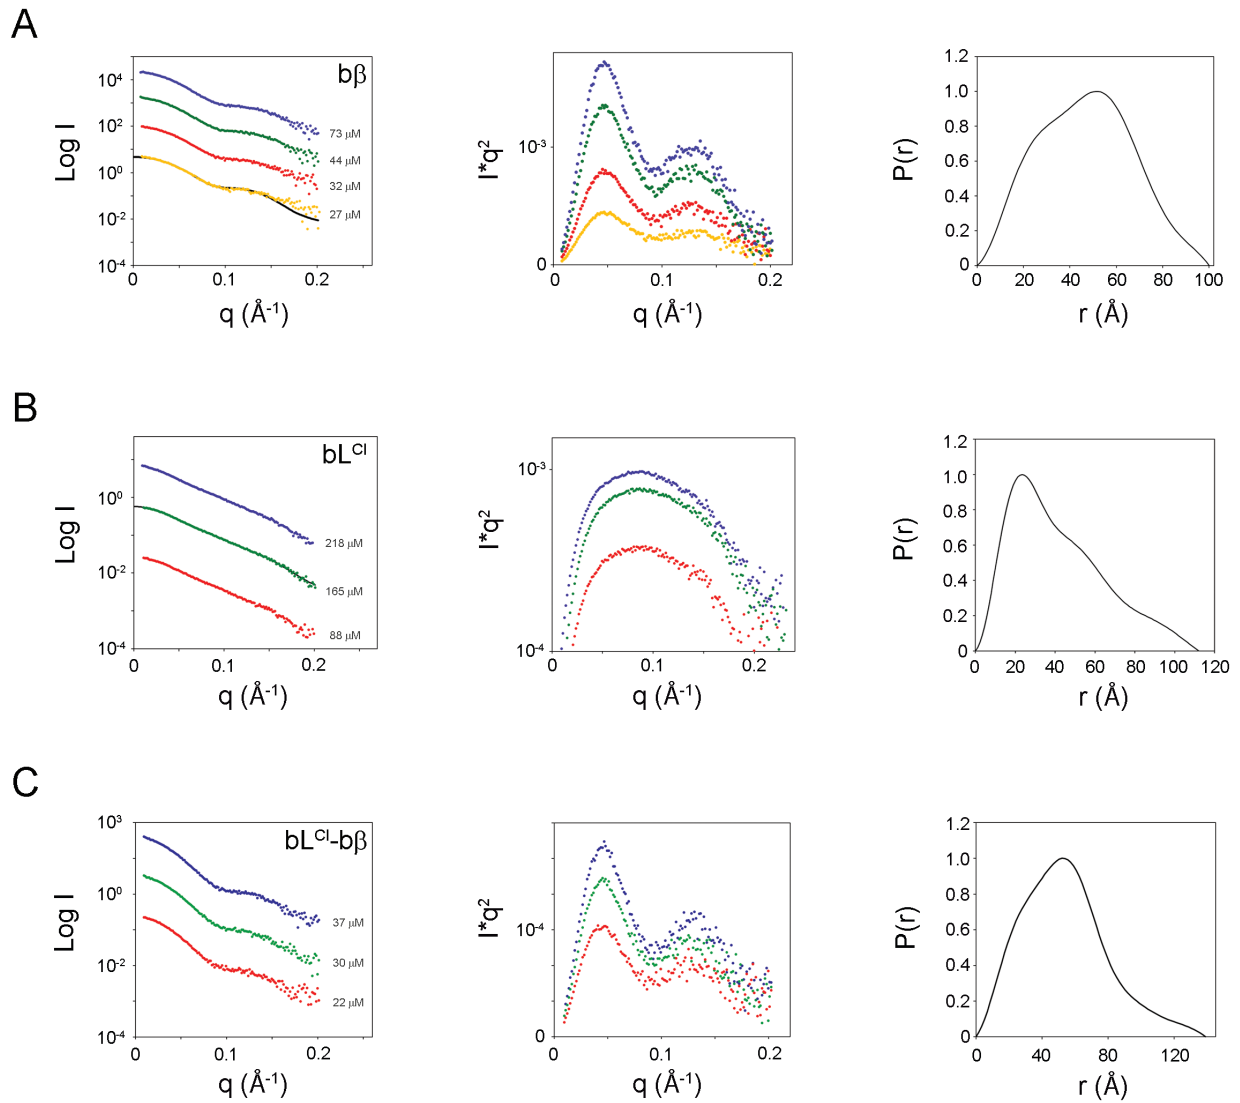 A
Log I
10⁴
10²
10⁰
10⁻²
10⁻⁴
bβ
73 μM
44 μM
32 μM
27 μM
0 0.1 0.2
q (Å⁻¹)
I*q²
10⁻³
0
0 0.1 0.2
q (Å⁻¹)
P(r)
1.2
1.0
0.8
0.6
0.4
0.2
0
0 20 40 60 80 100
r (Å)
B
Log I
10⁰
10⁻²
10⁻⁴
bLᶜˡ
218 μM
165 μM
88 μM
0 0.1 0.2
q (Å⁻¹)
I*q²
10⁻³
10⁻⁴
0 0.1 0.2
q (Å⁻¹)
P(r)
1.2
1.0
0.8
0.6
0.4
0.2
0
0 20 40 60 80 100 120
r (Å)
C
Log I
10³
10⁰
10⁻²
10⁻⁴
bLᶜˡ-bβ
37 μM
30 μM
22 μM
0 0.1 0.2
q (Å⁻¹)
I*q²
10⁻⁴
0
0 0.1 0.2
q (Å⁻¹)
P(r)
1.2
1.0
0.8
0.6
0.4
0.2
0
0 40 80 120
r (Å)